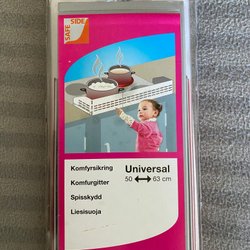 SAFE SIDE
Komfyrsikring
Komfurgitter
Spisskydd
Liesisuoja
Universal
50 ⟷ 63 cm